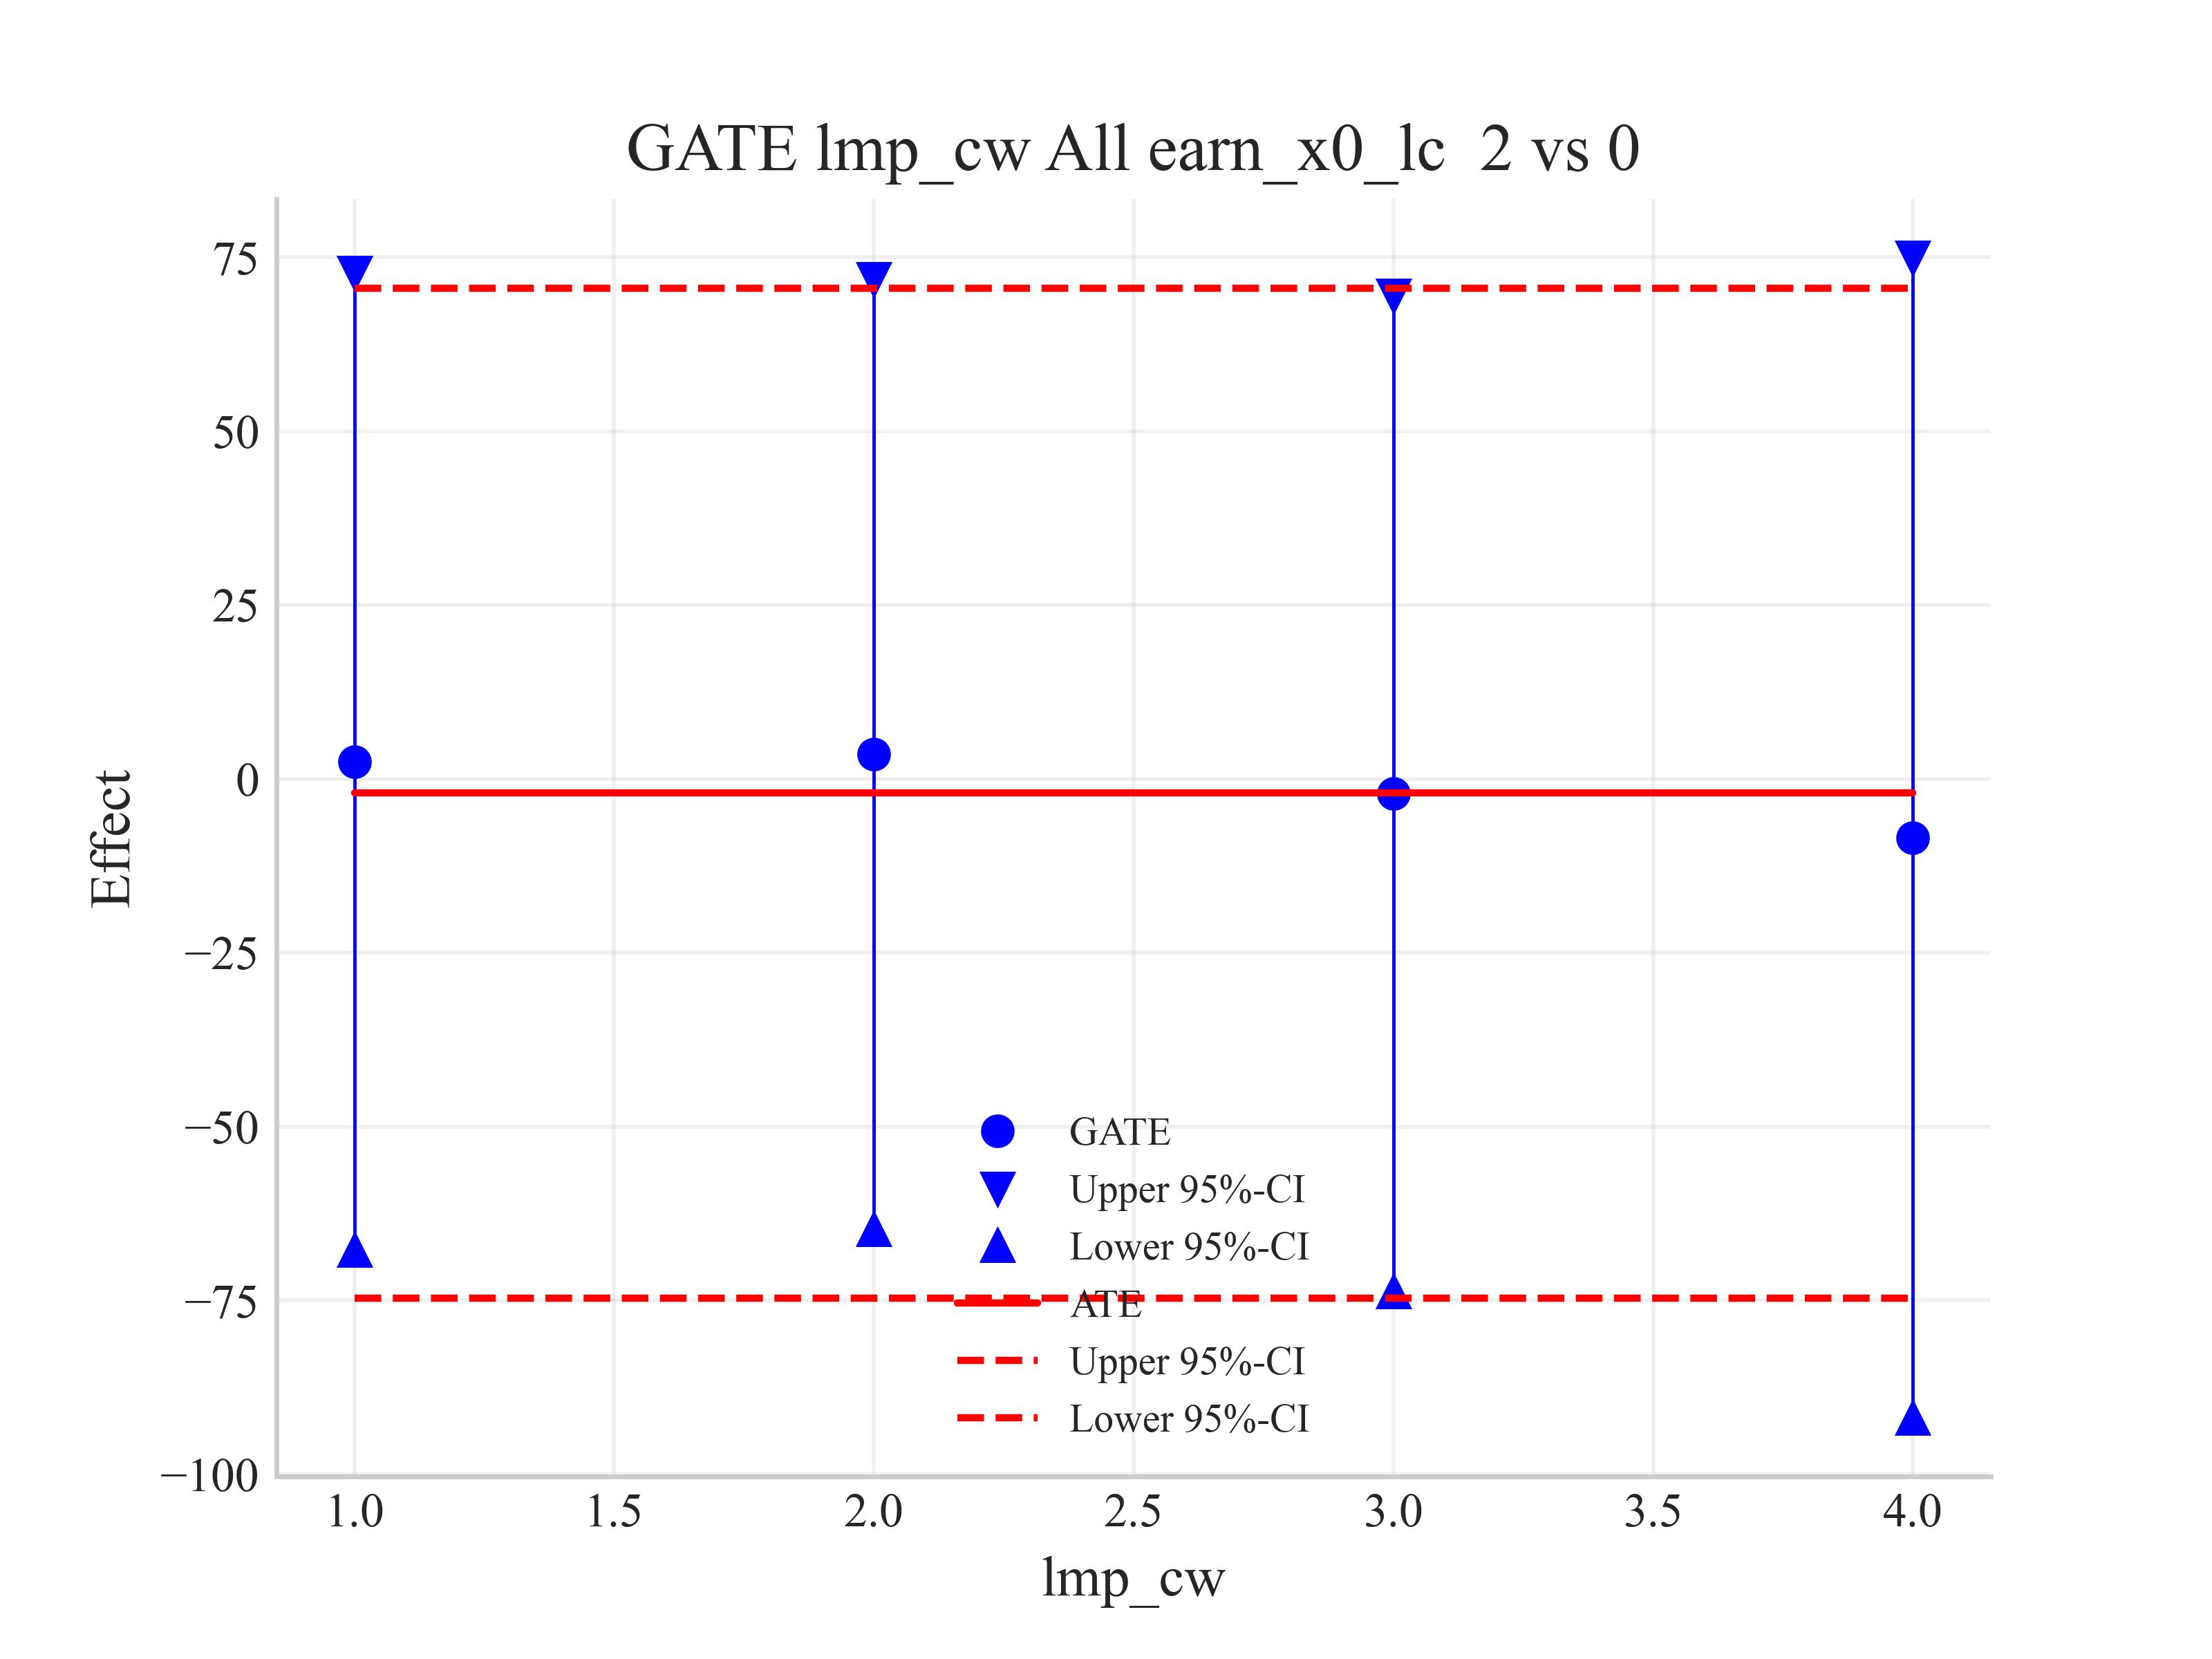 GATE lmp_cw All eam_x0_lc  2 vs 0
75
50
25
0
−25
−50
−75
−100
Effect
GATE
Upper 95%-CI
Lower 95%-CI
ATE
Upper 95%-CI
Lower 95%-CI
1.0 1.5 2.0 2.5 3.0 3.5 4.0
lmp_cw